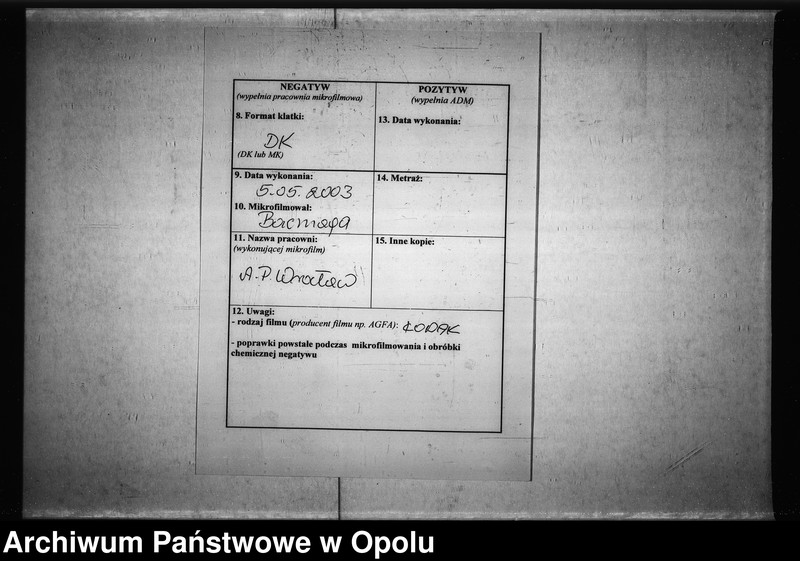 NEGATYW
(wypełnia pracownia mikrofilmowa)
8. Format klatki:
DK
(DK lub MK)
9. Data wykonania:
5.05.2003
10. Mikrofilmował:
Bacmaga
11. Nazwa pracowni:
(wykonującej mikrofilm)
A.P. Wrocław
POZYTYW
(wypełnia ADM)
13. Data wykonania:
14. Metraż:
15. Inne kopie:
12. Uwagi:
- rodzaj filmu (producent filmu np. AGFA): KODAK
- poprawki powstałe podczas mikrofilmowania i obróbki
chemicznej negatywu
Archiwum Państwowe w Opolu